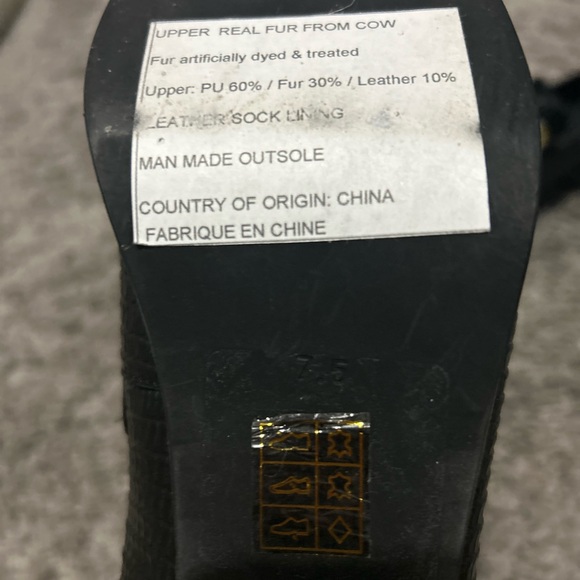 UPPER REAL FUR FROM COW
Fur artificially dyed & treated
Upper: PU 60% / Fur 30% / Leather 10%
LEATHER SOCK LINING
MAN MADE OUTSOLE
COUNTRY OF ORIGIN: CHINA
FABRIQUE EN CHINE
7.5